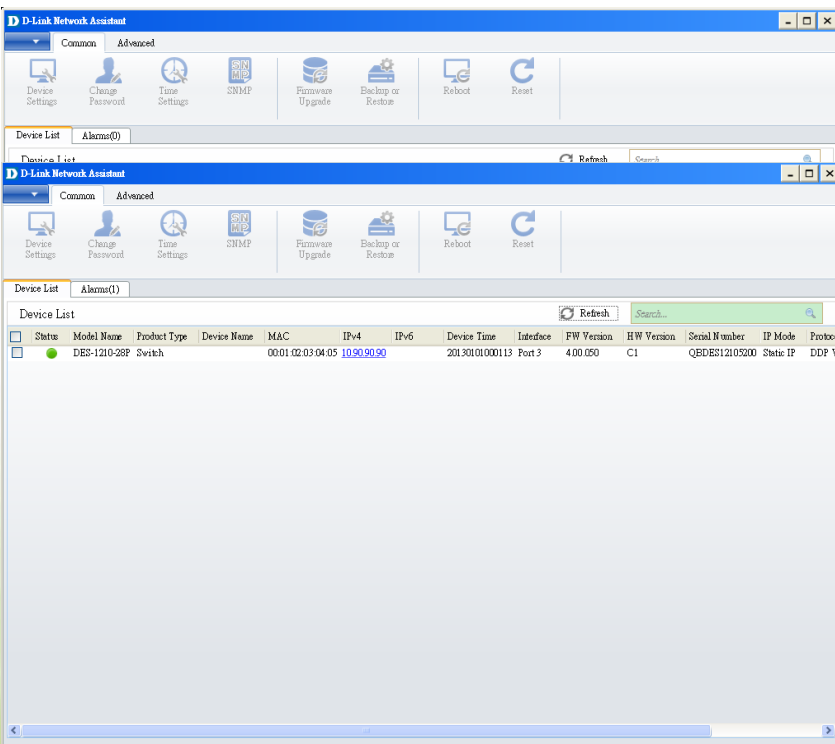 D D-Link Network Assistant
Common Advanced
Device Settings Change Password Time Settings SNMP Firmware Upgrade Backup or Restore Reboot Reset
Device List Alarms(0)
Device List Refresh Search
D D-Link Network Assistant
Common Advanced
Device Settings Change Password Time Settings SNMP Firmware Upgrade Backup or Restore Reboot Reset
Device List Alarms(1)
Device List Refresh Search...
Status Model Name Product Type Device Name MAC IPv4 IPv6 Device Time Interface FW Version HW Version Serial Number IP Mode Protoc
DES-1210-28P Switch 00:01:02:03:04:05 10.90.90.90 20130101000113 Port 3 4.00.050 C1 QBDES12105200 Static IP DDP V